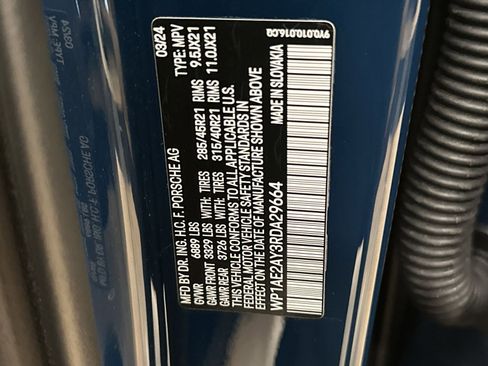 MFD. BY DR. ING. H.C. F. PORSCHE AG 03/24
GVWR 6889 LBS TYPE: MPV
GAWR FRONT 3329 LBS WITH TIRES 285/45R21 RIMS 9.5JX21
GAWR REAR 3726 LBS WITH TIRES 315/40R21 RIMS 11.0JX21
THIS VEHICLE CONFORMS TO ALL APPLICABLE U.S.
FEDERAL MOTOR VEHICLE SAFETY STANDARDS IN
EFFECT ON THE DATE OF MANUFACTURE SHOWN ABOVE
WP1AE2AY3RDA29664 MADE IN SLOVAKIA
9Y0.010.016.CQ